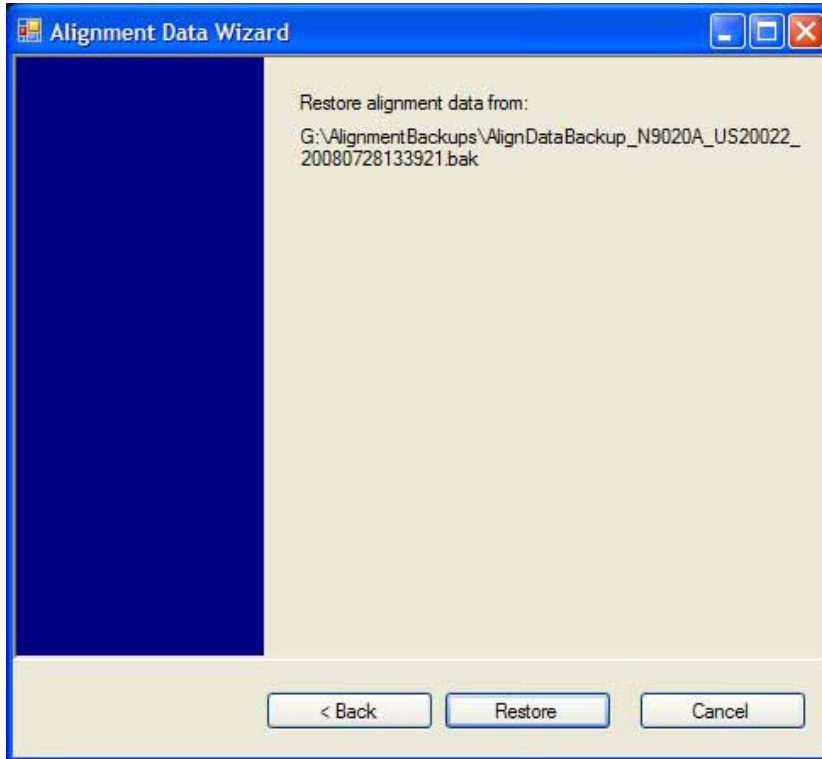 Alignment Data Wizard
Restore alignment data from:
G:\AlignmentBackups\AlignDataBackup_N9020A_US20022_
20080728133921.bak
< Back
Restore
Cancel